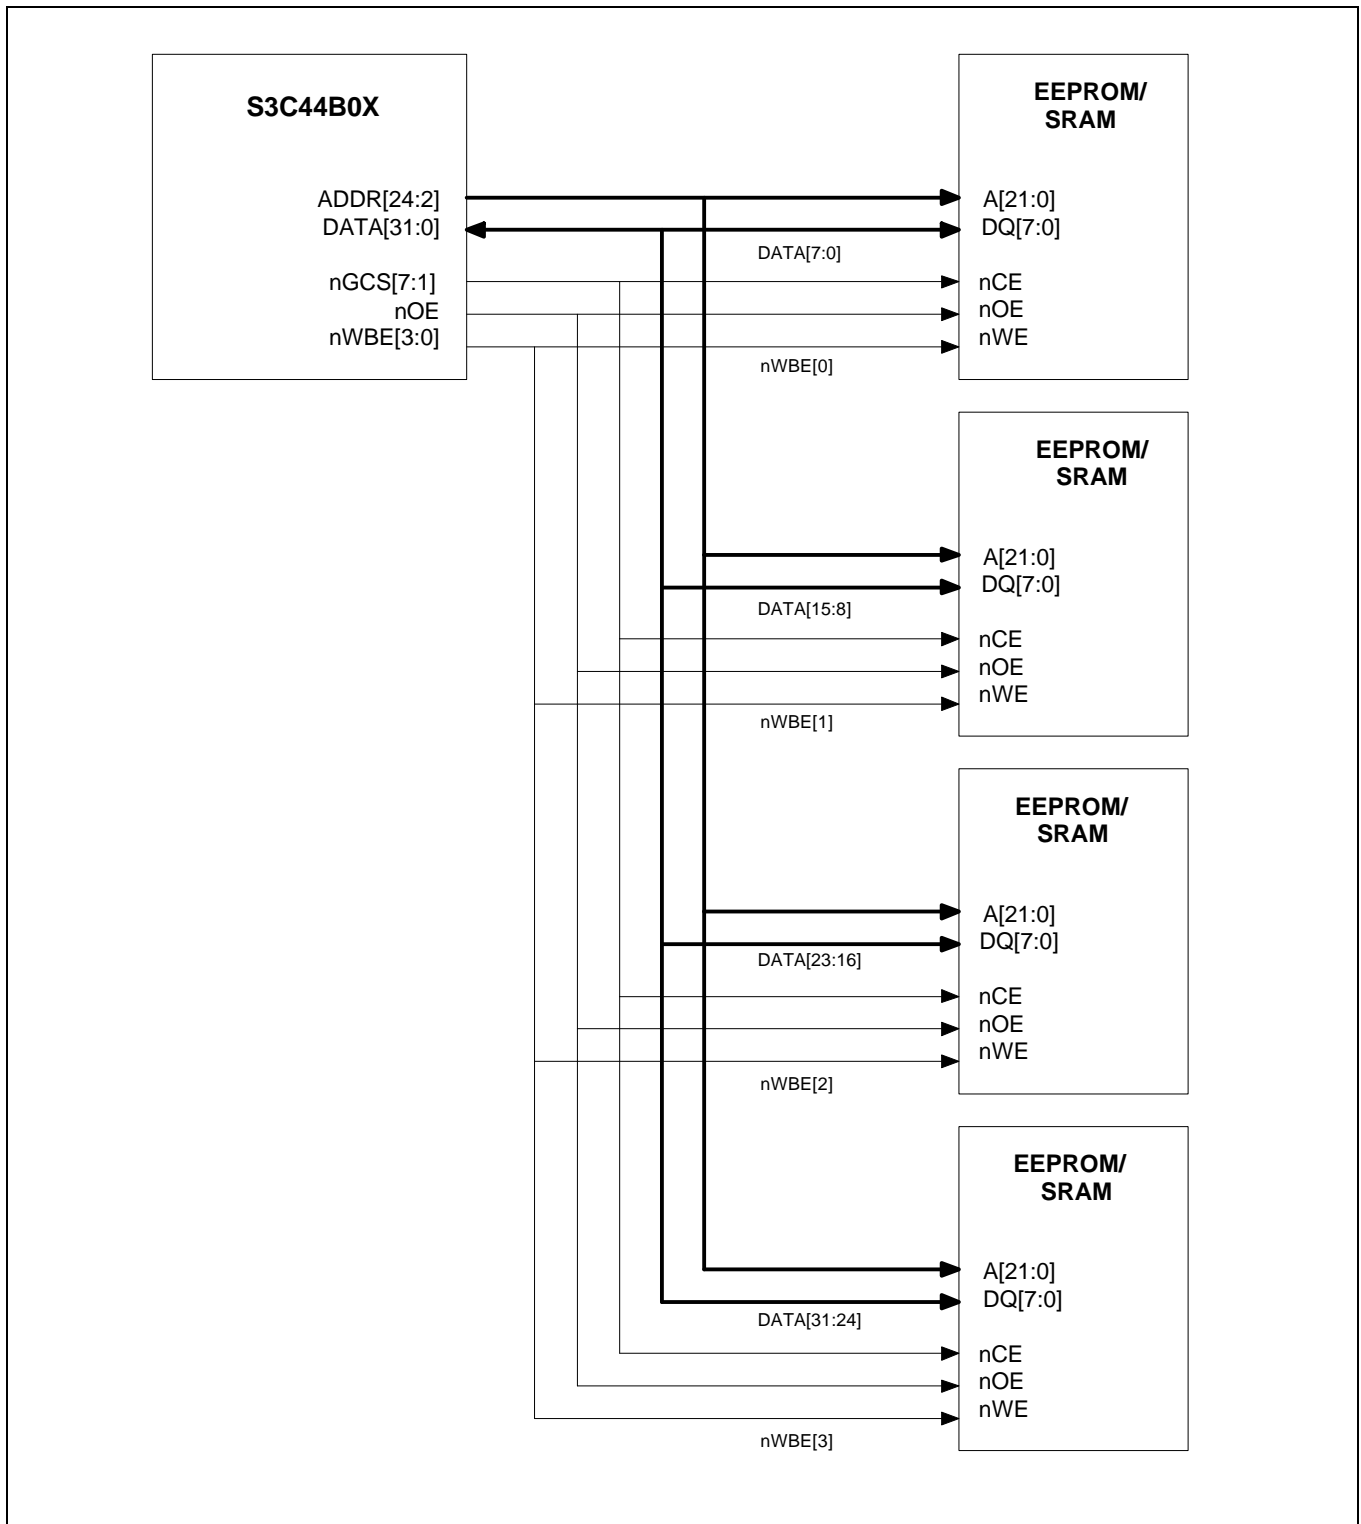 S3C44B0X
ADDR[24:2]
DATA[31:0]
nGCS[7:1]
nOE
nWBE[3:0]
EEPROM/
SRAM
A[21:0]
DQ[7:0]
DATA[7:0]
nCE
nOE
nWE
nWBE[0]
EEPROM/
SRAM
A[21:0]
DQ[7:0]
DATA[15:8]
nCE
nOE
nWE
nWBE[1]
EEPROM/
SRAM
A[21:0]
DQ[7:0]
DATA[23:16]
nCE
nOE
nWE
nWBE[2]
EEPROM/
SRAM
A[21:0]
DQ[7:0]
DATA[31:24]
nCE
nOE
nWE
nWBE[3]